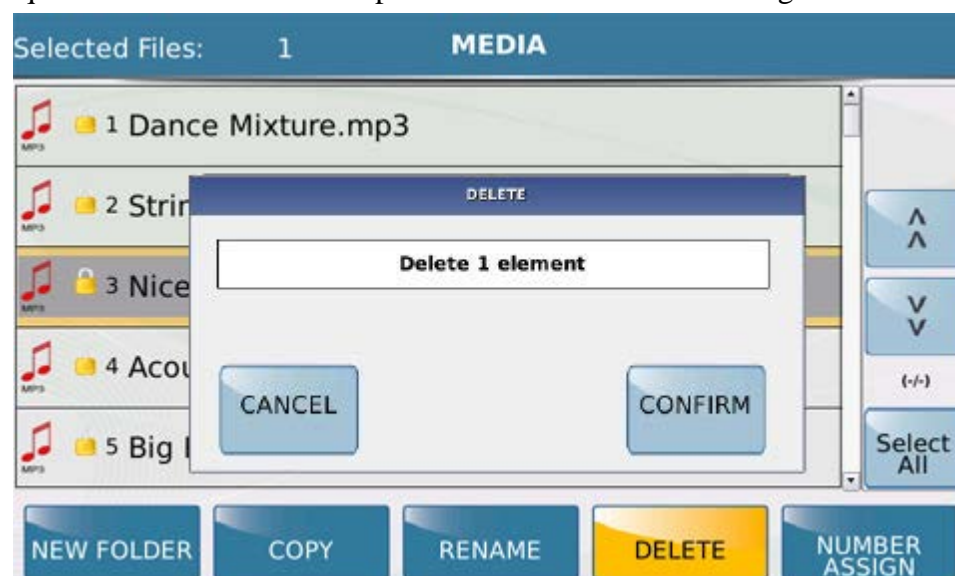 Selected Files: 1 MEDIA
MP3 1 Dance Mixture.mp3
MP3 2 Strin
DELETE
Delete 1 element
MP3 3 Nice
MP3 4 Acou
CANCEL CONFIRM
(-/-)
MP3 5 Big
Select
All
NEW FOLDER COPY RENAME DELETE NUMBER
ASSIGN